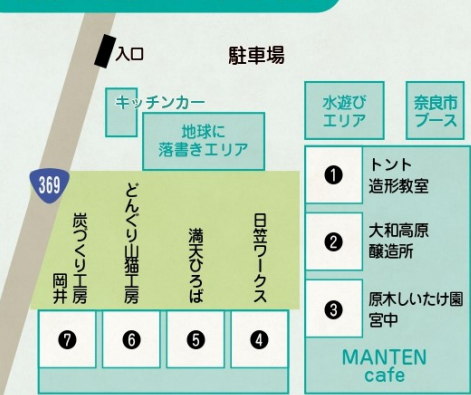 入口
駐車場
キッチンカー
地球に
落書きエリア
水遊び
エリア
奈良市
ブース
369
❶
トント
造形教室
❷
大和高原
醸造所
❸
原木しいたけ園
宮中
MANTEN
cafe
日笠ワークス
満天ひろば
どんぐり山猫工房
炭づくり工房
岡井
❼
❻
❺
❹